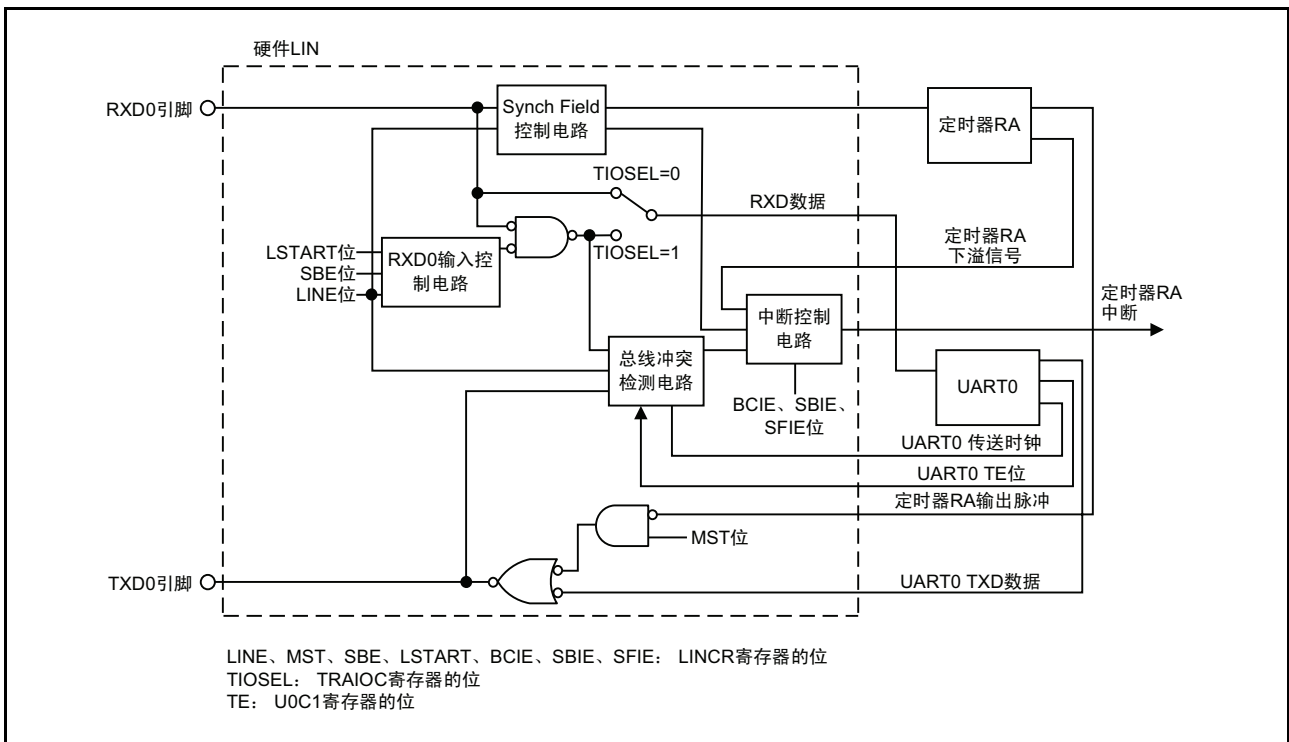 硬件LIN
RXD0引脚
Synch Field
控制电路
定时器RA
TIOSEL=0
RXD数据
TIOSEL=1
LSTART位
SBE位
LINE位
RXD0输入控
制电路
定时器RA
下溢信号
定时器RA
中断
中断控制
电路
总线冲突
检测电路
BCIE、SBIE、
SFIE位
UART0
UART0 传送时钟
UART0 TE位
定时器RA输出脉冲
MST位
TXD0引脚
UART0 TXD数据
LINE、MST、SBE、LSTART、BCIE、SBIE、SFIE： LINCR寄存器的位
TIOSEL： TRAIOC寄存器的位
TE： U0C1寄存器的位